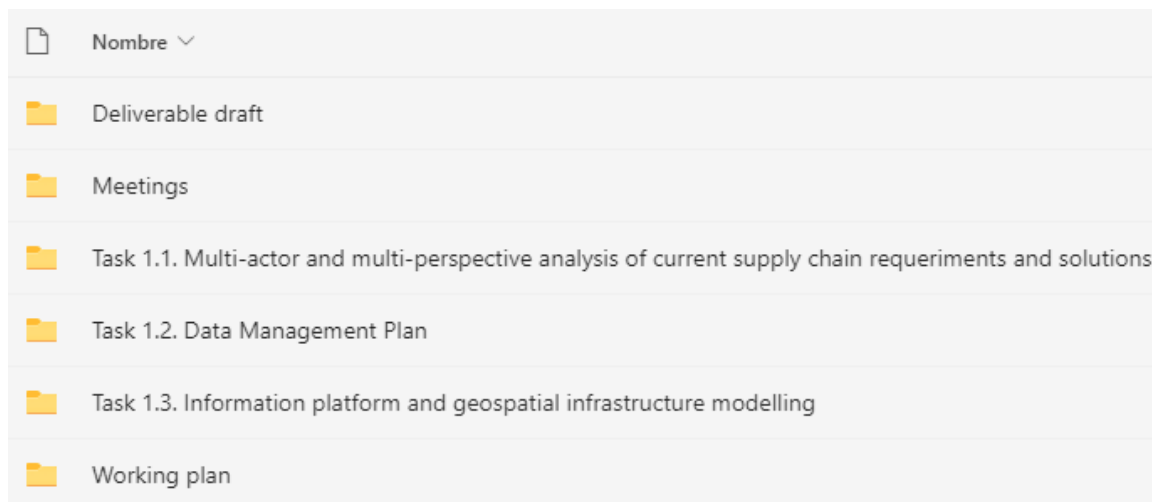 Nombre
Deliverable draft
Meetings
Task 1.1. Multi-actor and multi-perspective analysis of current supply chain requeriments and solutions
Task 1.2. Data Management Plan
Task 1.3. Information platform and geospatial infrastructure modelling
Working plan